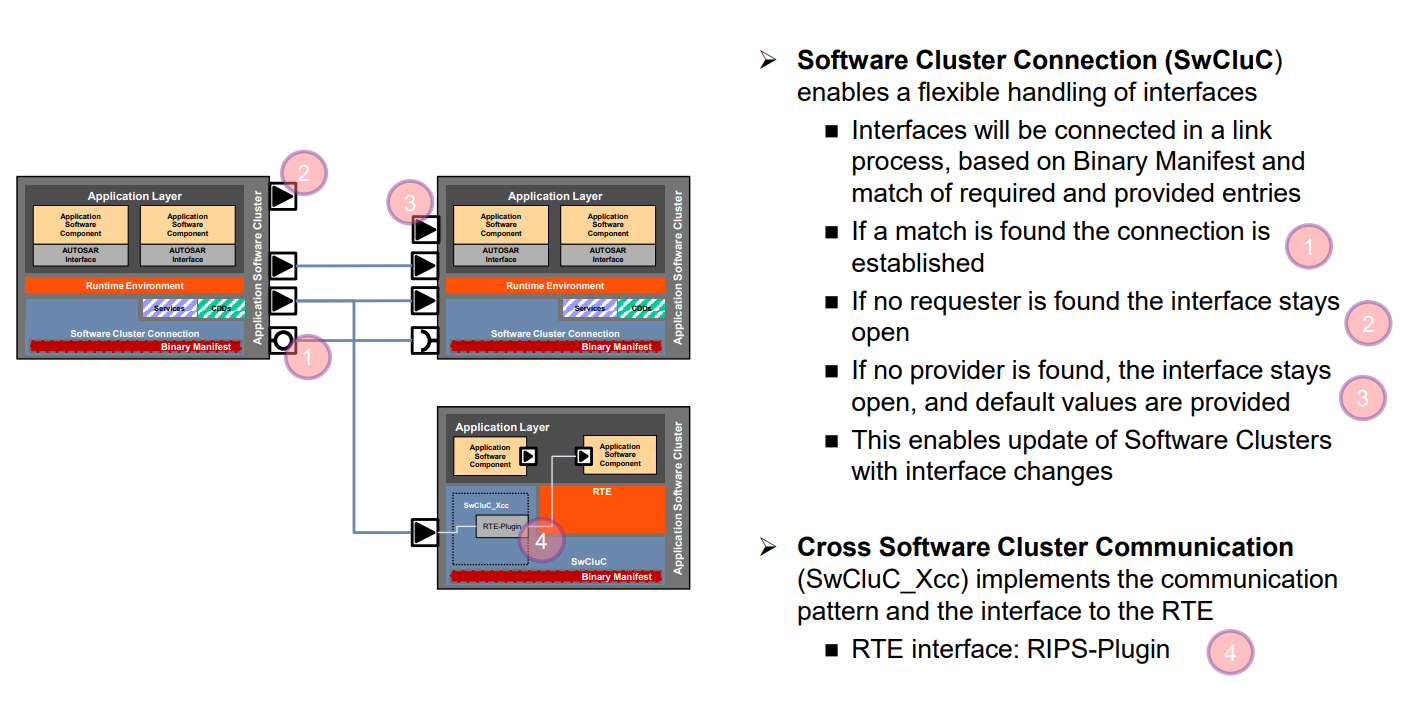 2
3
Application Layer
Application
Software
Component
Application
Software
Component
AUTOSAR
Interface
AUTOSAR
Interface
Runtime Environment
Services
CDDs
Software Cluster Connection
Binary Manifest
Application Software Cluster
1
Application Layer
Application
Software
Component
Application
Software
Component
AUTOSAR
Interface
AUTOSAR
Interface
Runtime Environment
Services
CDDs
Software Cluster Connection
Binary Manifest
Application Software Cluster
Application Layer
Application
Software
Component
Application
Software
Component
RTE
SwCluC_Xcc
RTE-Plugin
4
SwCluC
Binary Manifest
Application Software Cluster
Software Cluster Connection (SwCluC)
enables a flexible handling of interfaces
Interfaces will be connected in a link
process, based on Binary Manifest and
match of required and provided entries
If a match is found the connection is
established
1
If no requester is found the interface stays
open
2
If no provider is found, the interface stays
open, and default values are provided
3
This enables update of Software Clusters
with interface changes
Cross Software Cluster Communication
(SwCluC_Xcc) implements the communication
pattern and the interface to the RTE
RTE interface: RIPS-Plugin
4